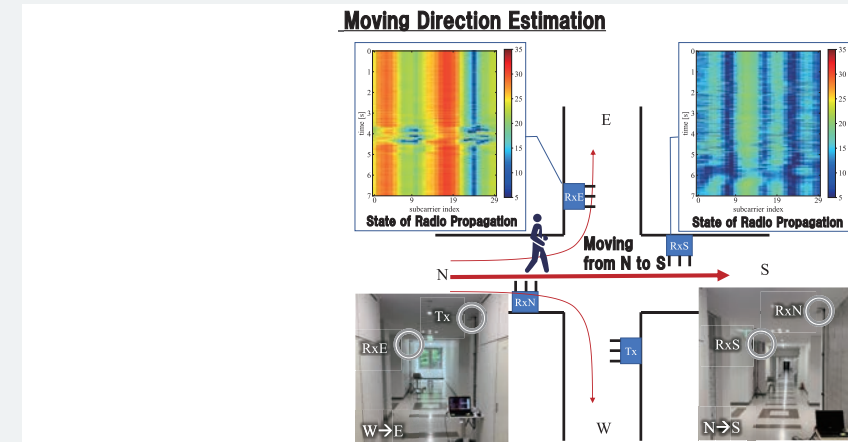 Moving Direction Estimation
0
1
2
3
4
5
6
7
time [s]
0 9 19 29
subcarrier index
35
30
25
20
15
10
5
State of Radio Propagation
0
1
2
3
4
5
6
7
time [s]
0 9 19 29
subcarrier index
35
30
25
20
15
10
5
State of Radio Propagation
E
RxE
RxS
Moving
from N to S
N
S
RxN
Tx
W
Tx
RxE
W→E
RxN
RxS
N→S